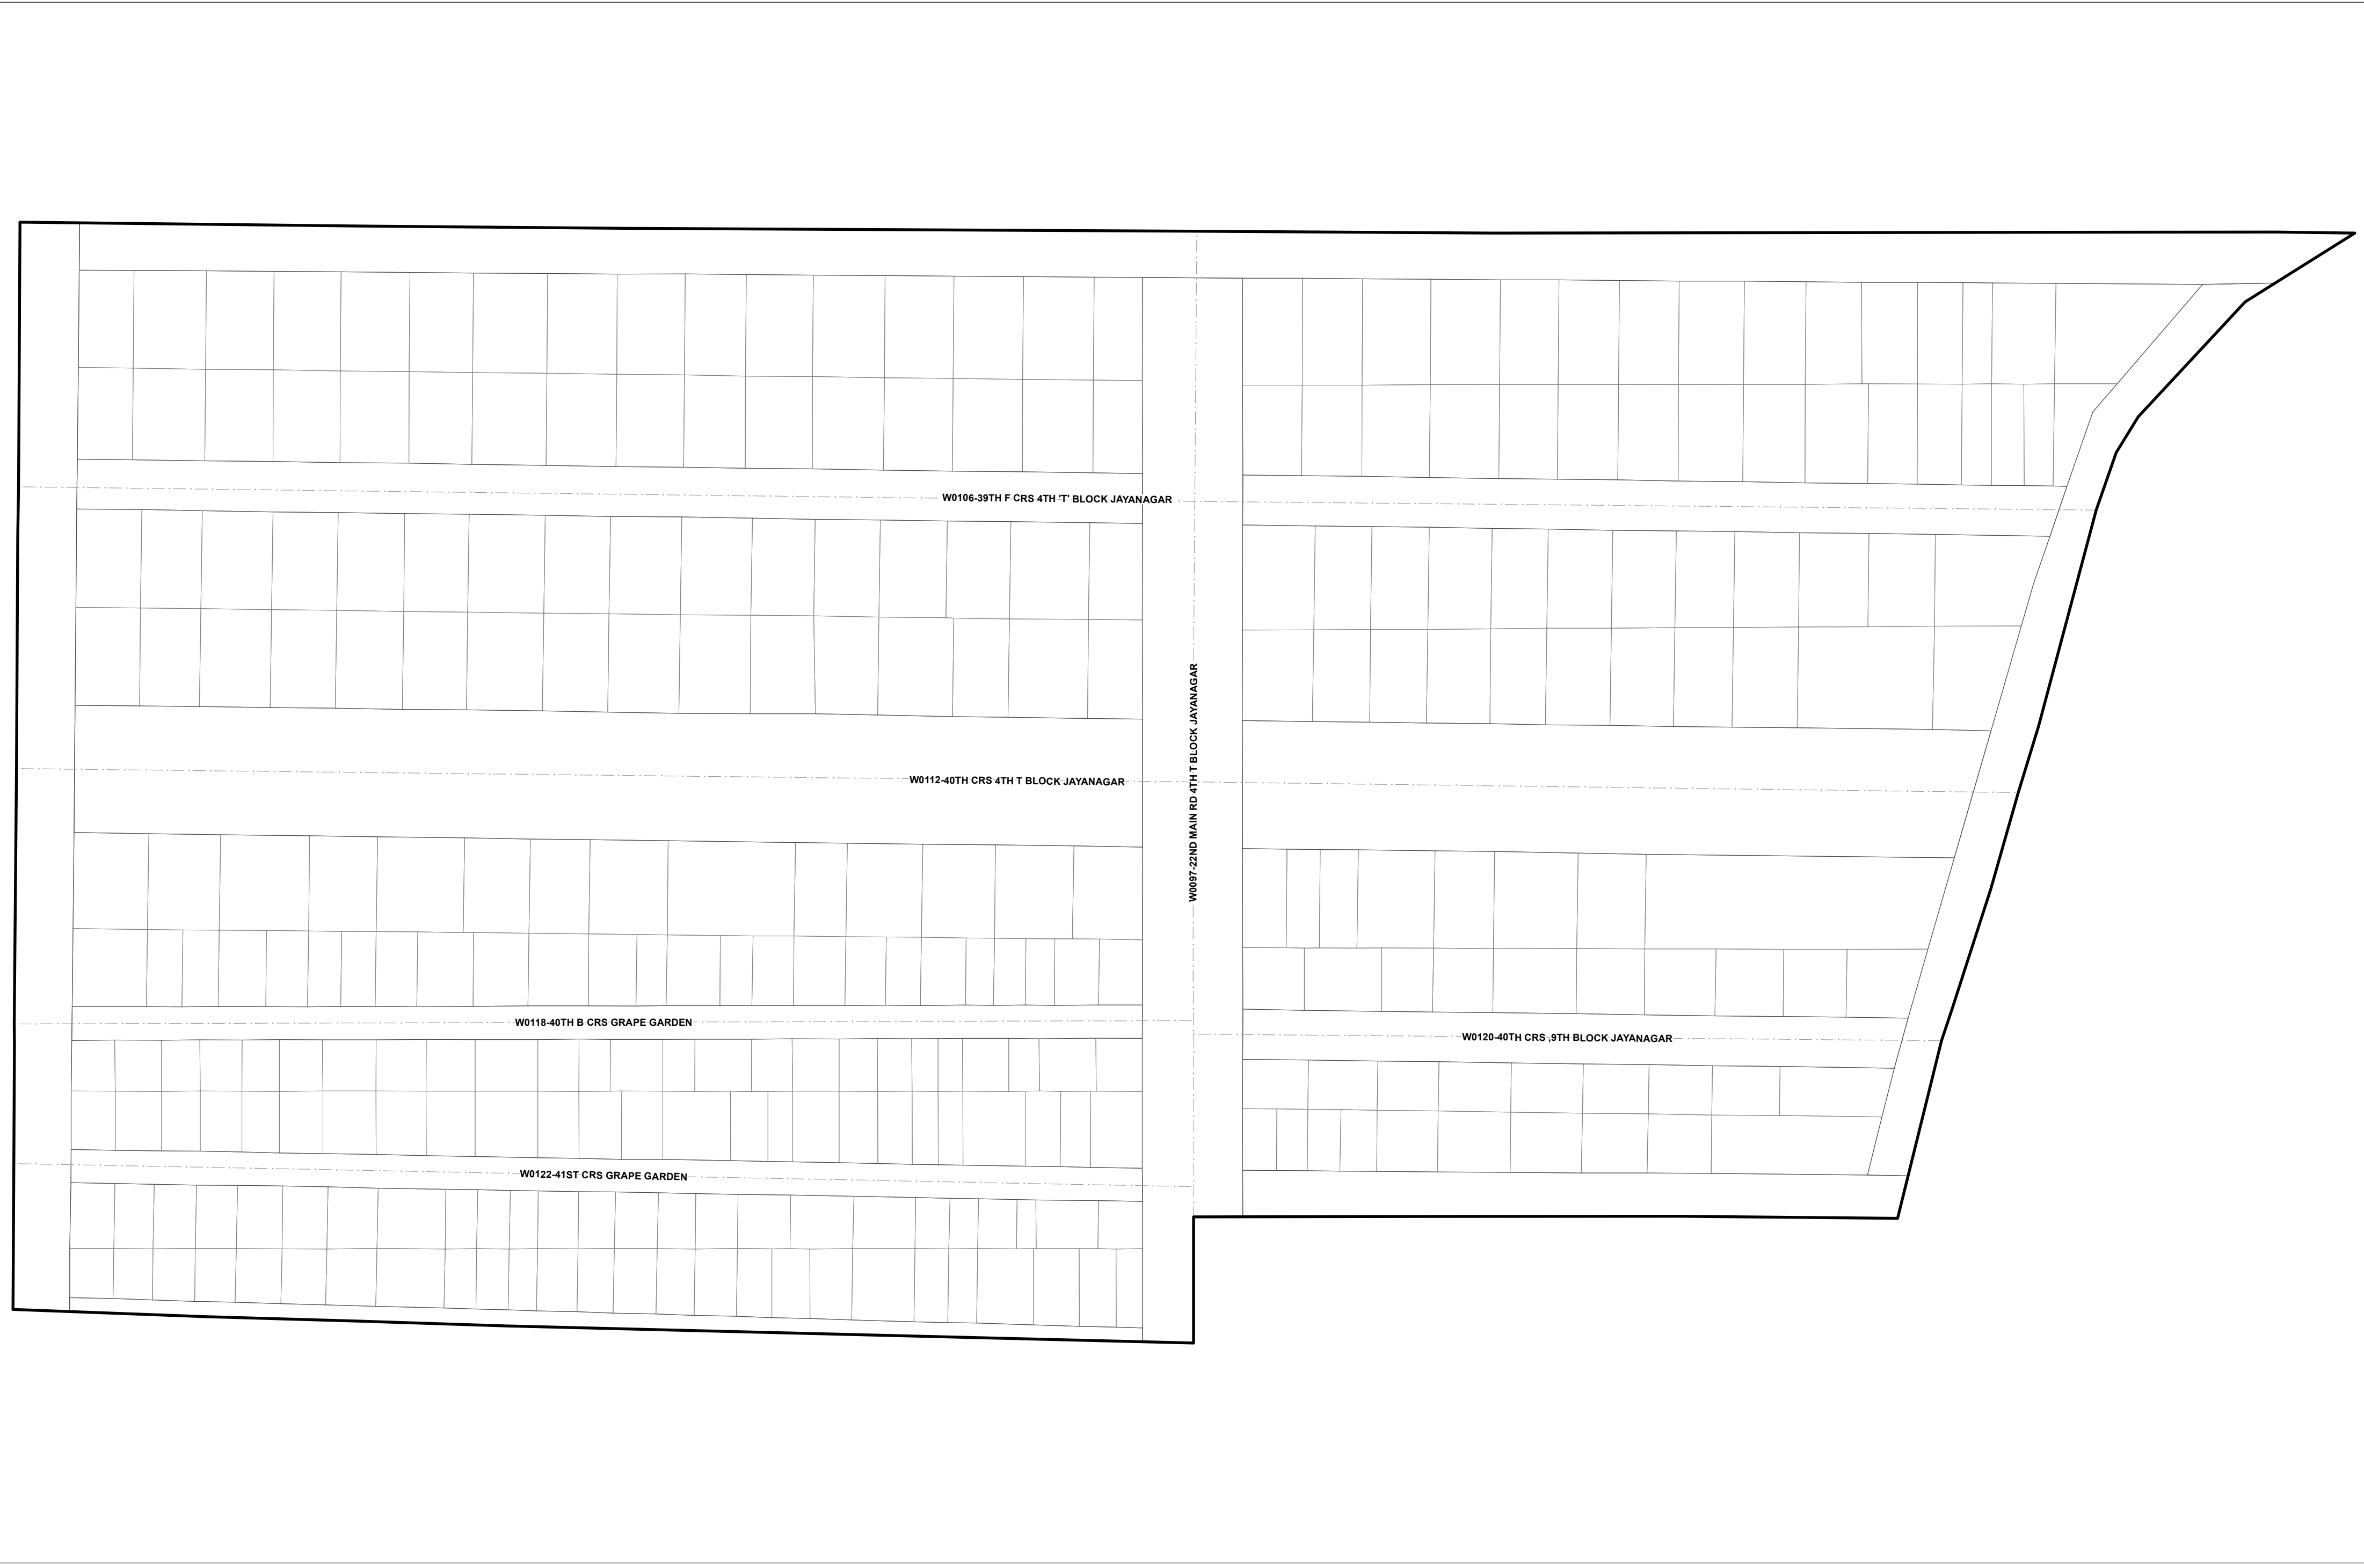 W0106-39TH F CRS 4TH 'T' BLOCK JAYANAGAR
W0097-22ND MAIN RD 4TH T BLOCK JAYANAGAR
W0112-40TH CRS 4TH T BLOCK JAYANAGAR
W0118-40TH B CRS GRAPE GARDEN
W0120-40TH CRS ,9TH BLOCK JAYANAGAR
W0122-41ST CRS GRAPE GARDEN